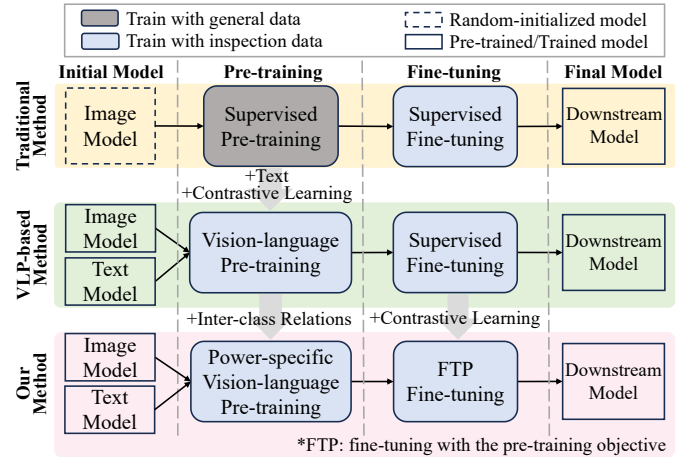 Train with general data
Random-initialized model
Train with inspection data
Pre-trained/Trained model
Initial Model
Pre-training
Fine-tuning
Final Model
Traditional
Method
Image
Model
Supervised
Pre-training
Supervised
Fine-tuning
Downstream
Model
+Text
+Contrastive Learning
VLP-based
Method
Image
Model
Text
Model
Vision-language
Pre-training
Supervised
Fine-tuning
Downstream
Model
+Inter-class Relations
+Contrastive Learning
Our
Method
Image
Model
Text
Model
Power-specific
Vision-language
Pre-training
FTP
Fine-tuning
Downstream
Model
*FTP: fine-tuning with the pre-training objective